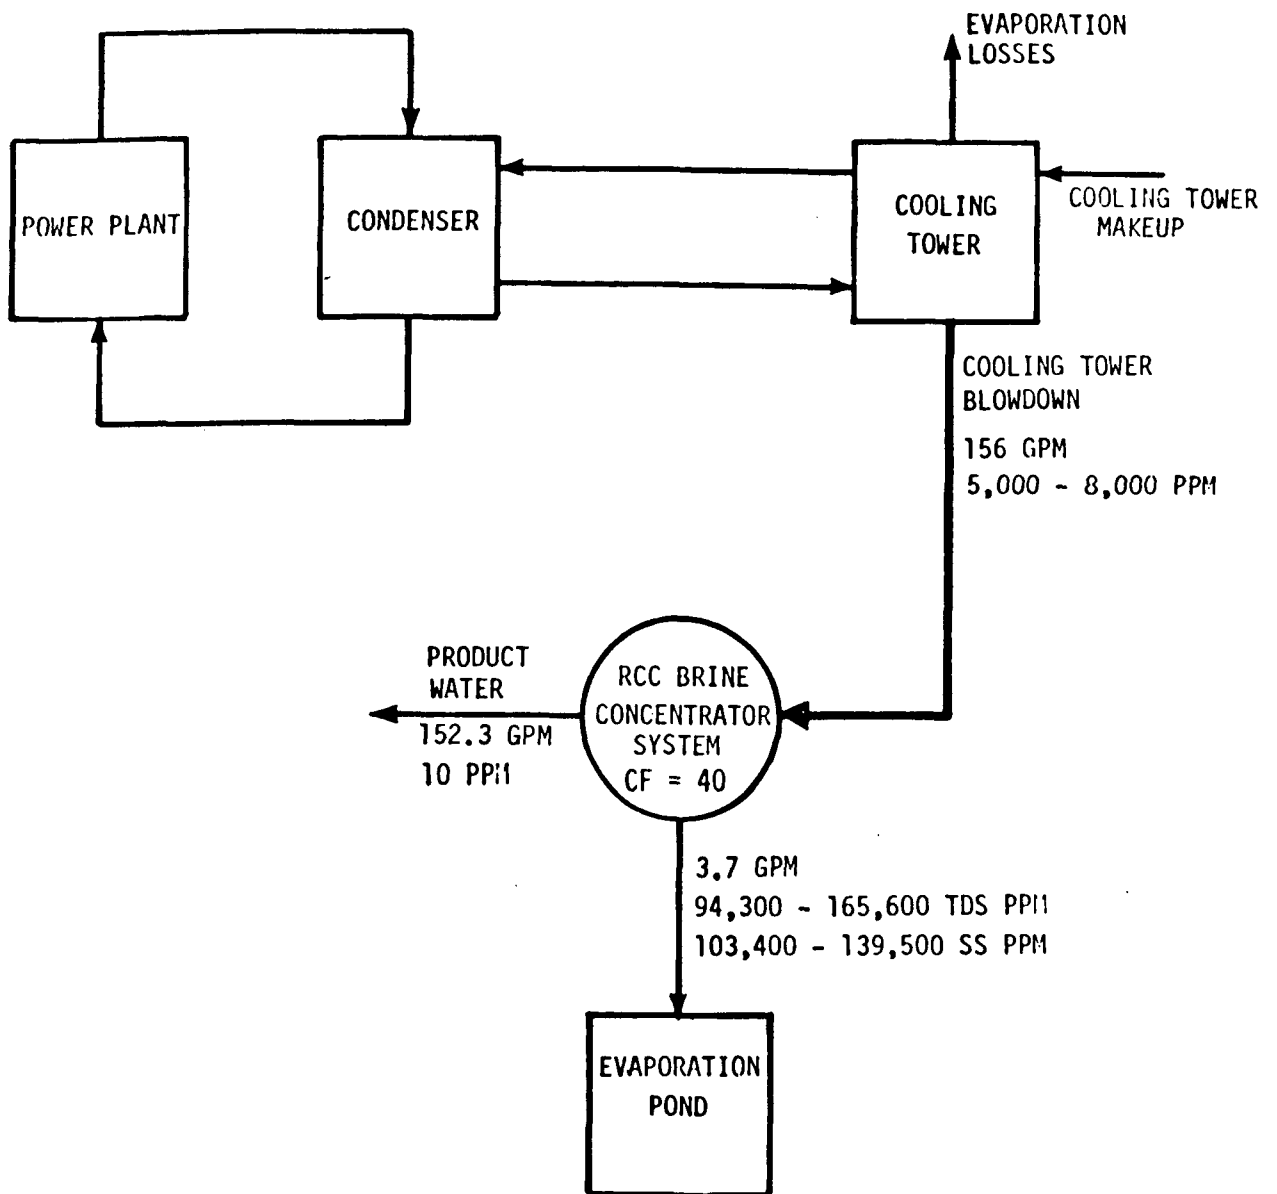 EVAPORATION
LOSSES
POWER PLANT
CONDENSER
COOLING
TOWER
COOLING TOWER
MAKEUP
COOLING TOWER
BLOWDOWN
156 GPM
5,000 - 8,000 PPM
PRODUCT
WATER
152.3 GPM
10 PPM
RCC BRINE
CONCENTRATOR
SYSTEM
CF = 40
3.7 GPM
94,300 - 165,600 TDS PPM
103,400 - 139,500 SS PPM
EVAPORATION
POND